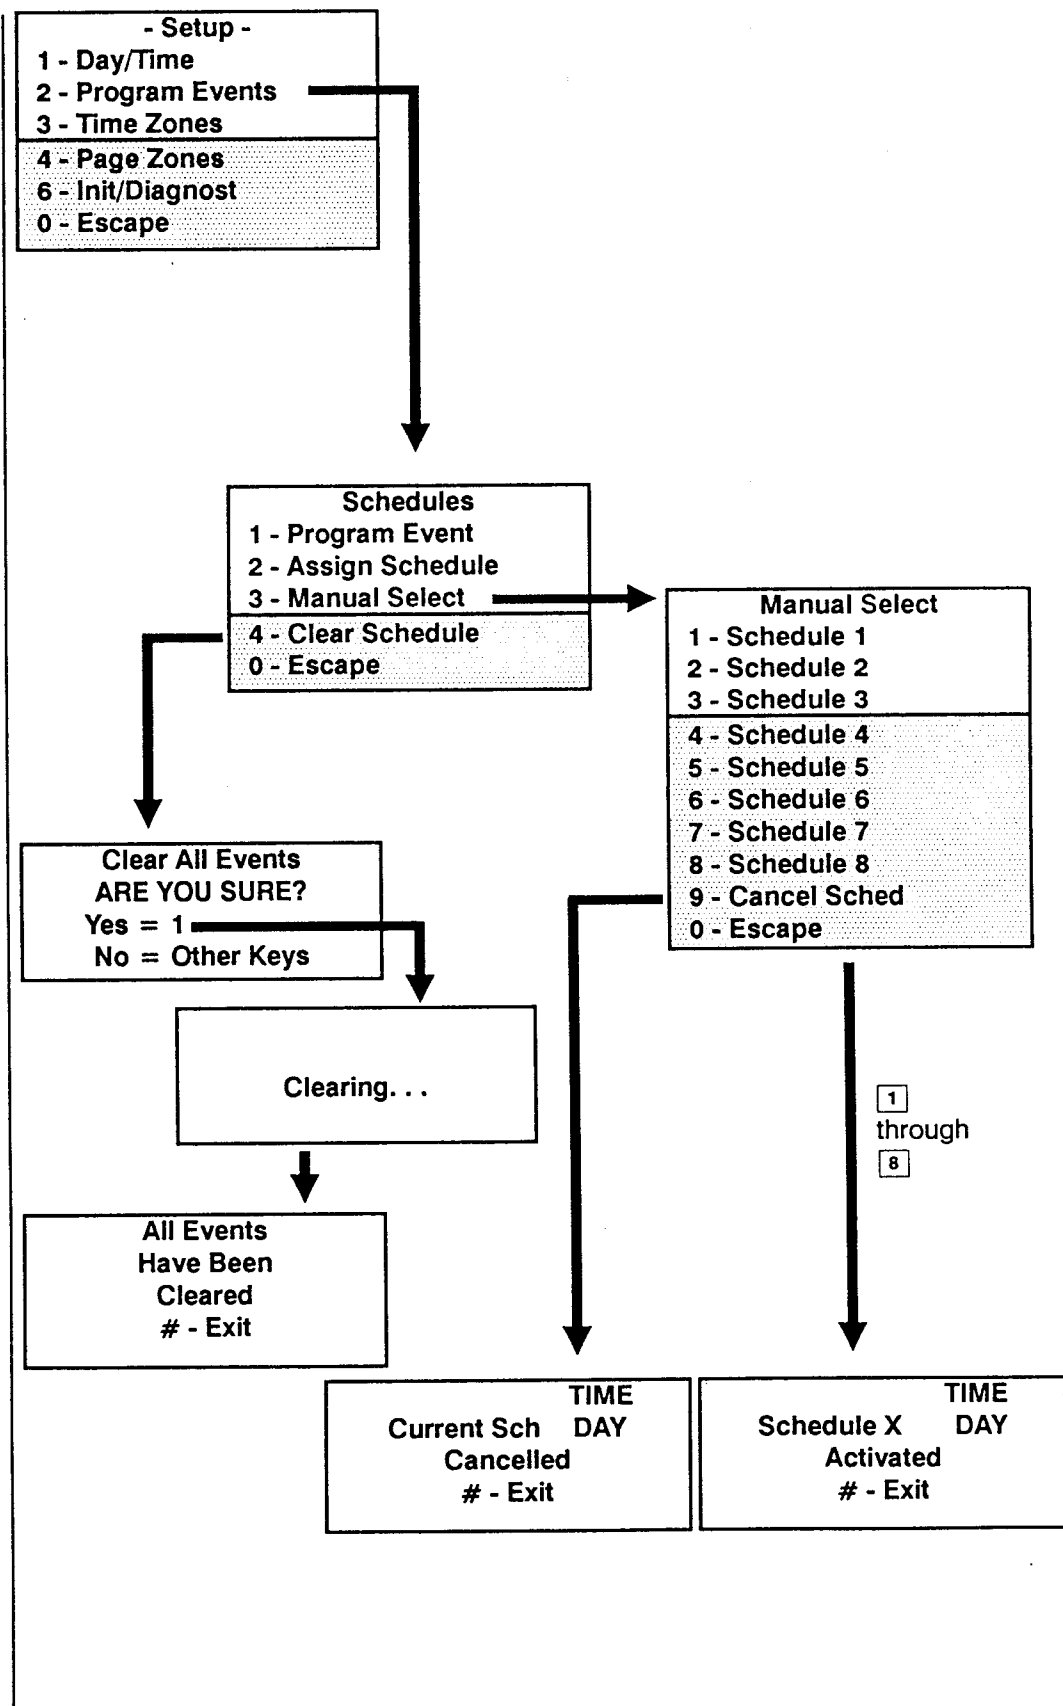 - Setup -
1 - Day/Time
2 - Program Events
3 - Time Zones
4 - Page Zones
6 - Init/Diagnost
0 - Escape
Schedules
1 - Program Event
2 - Assign Schedule
3 - Manual Select
4 - Clear Schedule
0 - Escape
Manual Select
1 - Schedule 1
2 - Schedule 2
3 - Schedule 3
4 - Schedule 4
5 - Schedule 5
6 - Schedule 6
7 - Schedule 7
8 - Schedule 8
9 - Cancel Sched
0 - Escape
Clear All Events
ARE YOU SURE?
Yes = 1
No = Other Keys
Clearing. . .
All Events
Have Been
Cleared
# - Exit
1
through
8
TIME
Current Sch DAY
Cancelled
# - Exit
TIME
Schedule X DAY
Activated
# - Exit